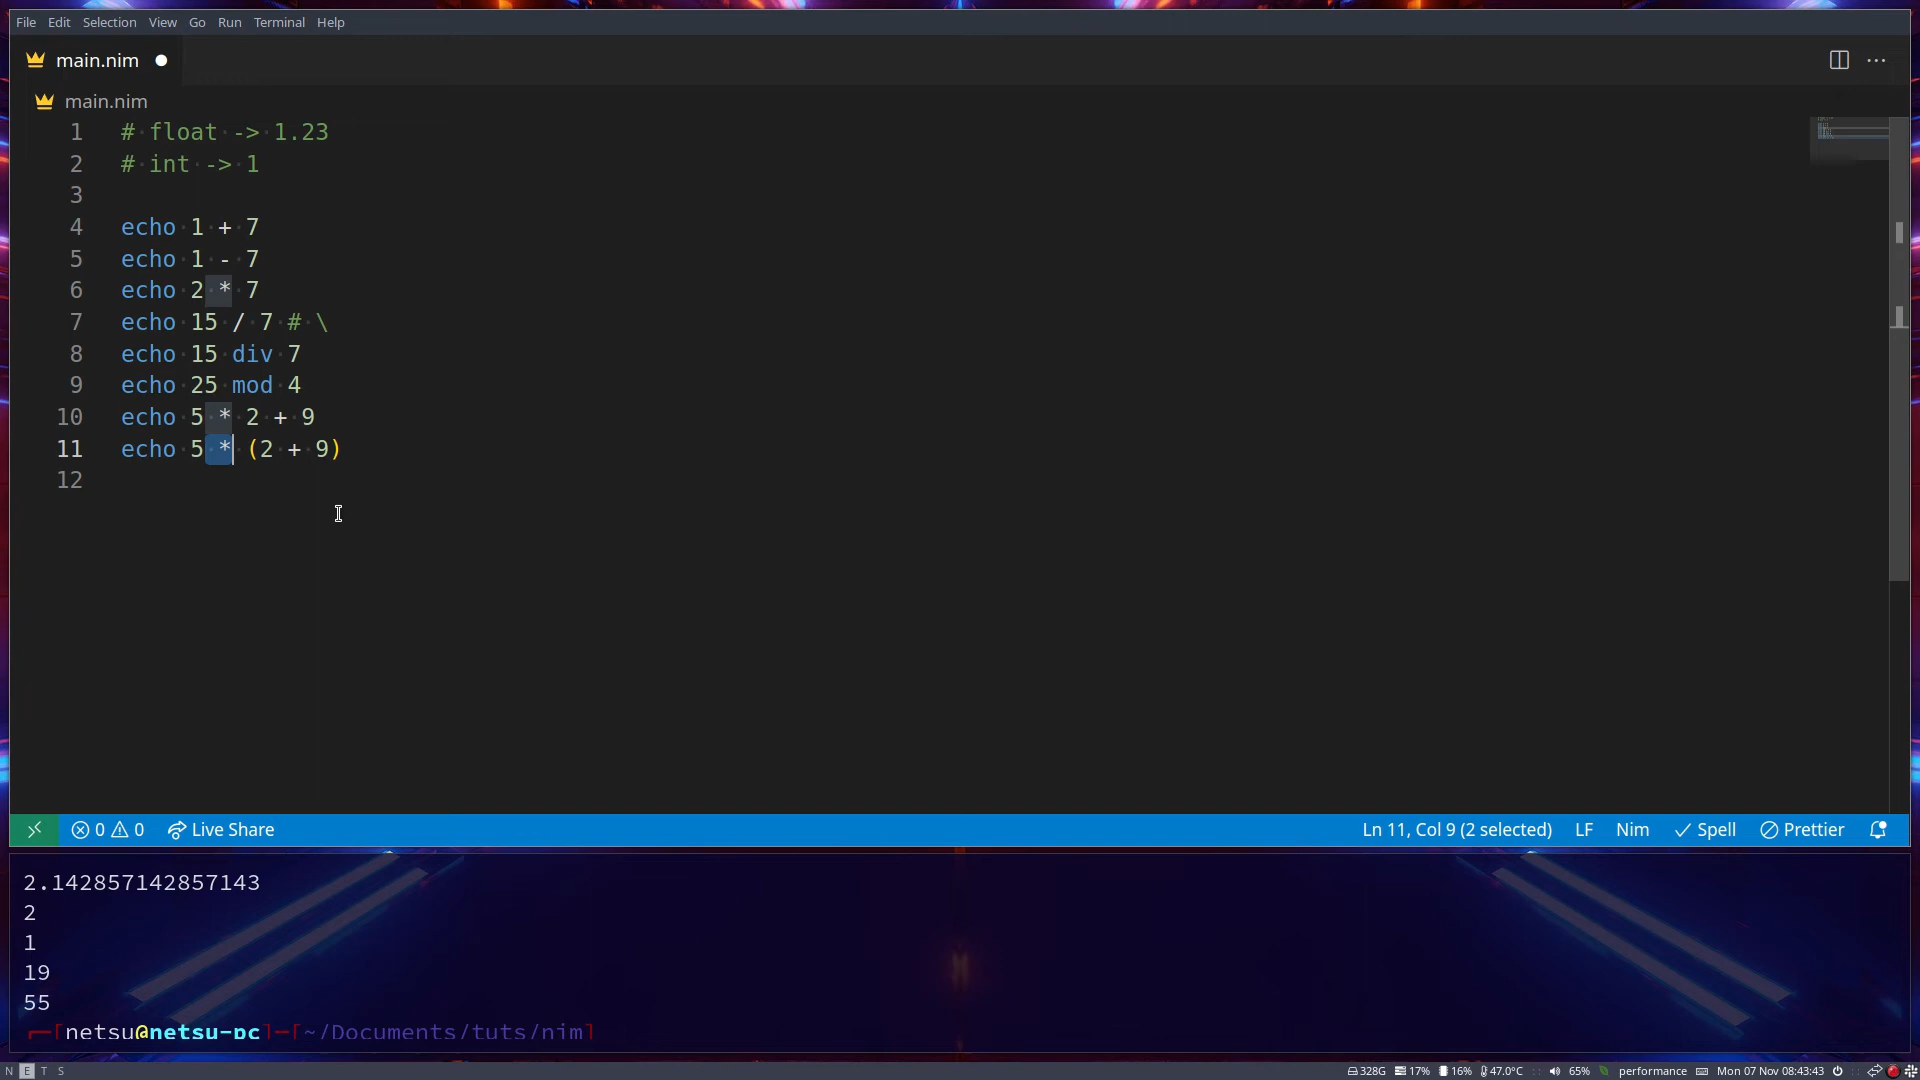 File Edit Selection View Go Run Terminal Help
main.nim
main.nim
1 # float -> 1.23
2 # int -> 1
3
4 echo 1 + 7
5 echo 1 - 7
6 echo 2 * 7
7 echo 15 / 7 # \
8 echo 15 div 7
9 echo 25 mod 4
10 echo 5 * 2 + 9
11 echo 5 * (2 + 9)
12
0 0 Live Share Ln 11, Col 9 (2 selected) LF Nim Spell Prettier
2.142857142857143
2
1
19
55
[netsu@netsu-pc]─[~/Documents/tuts/nim]
N E T S 328G 17% 16% 47.0°C 65% performance Mon 07 Nov 08:43:43